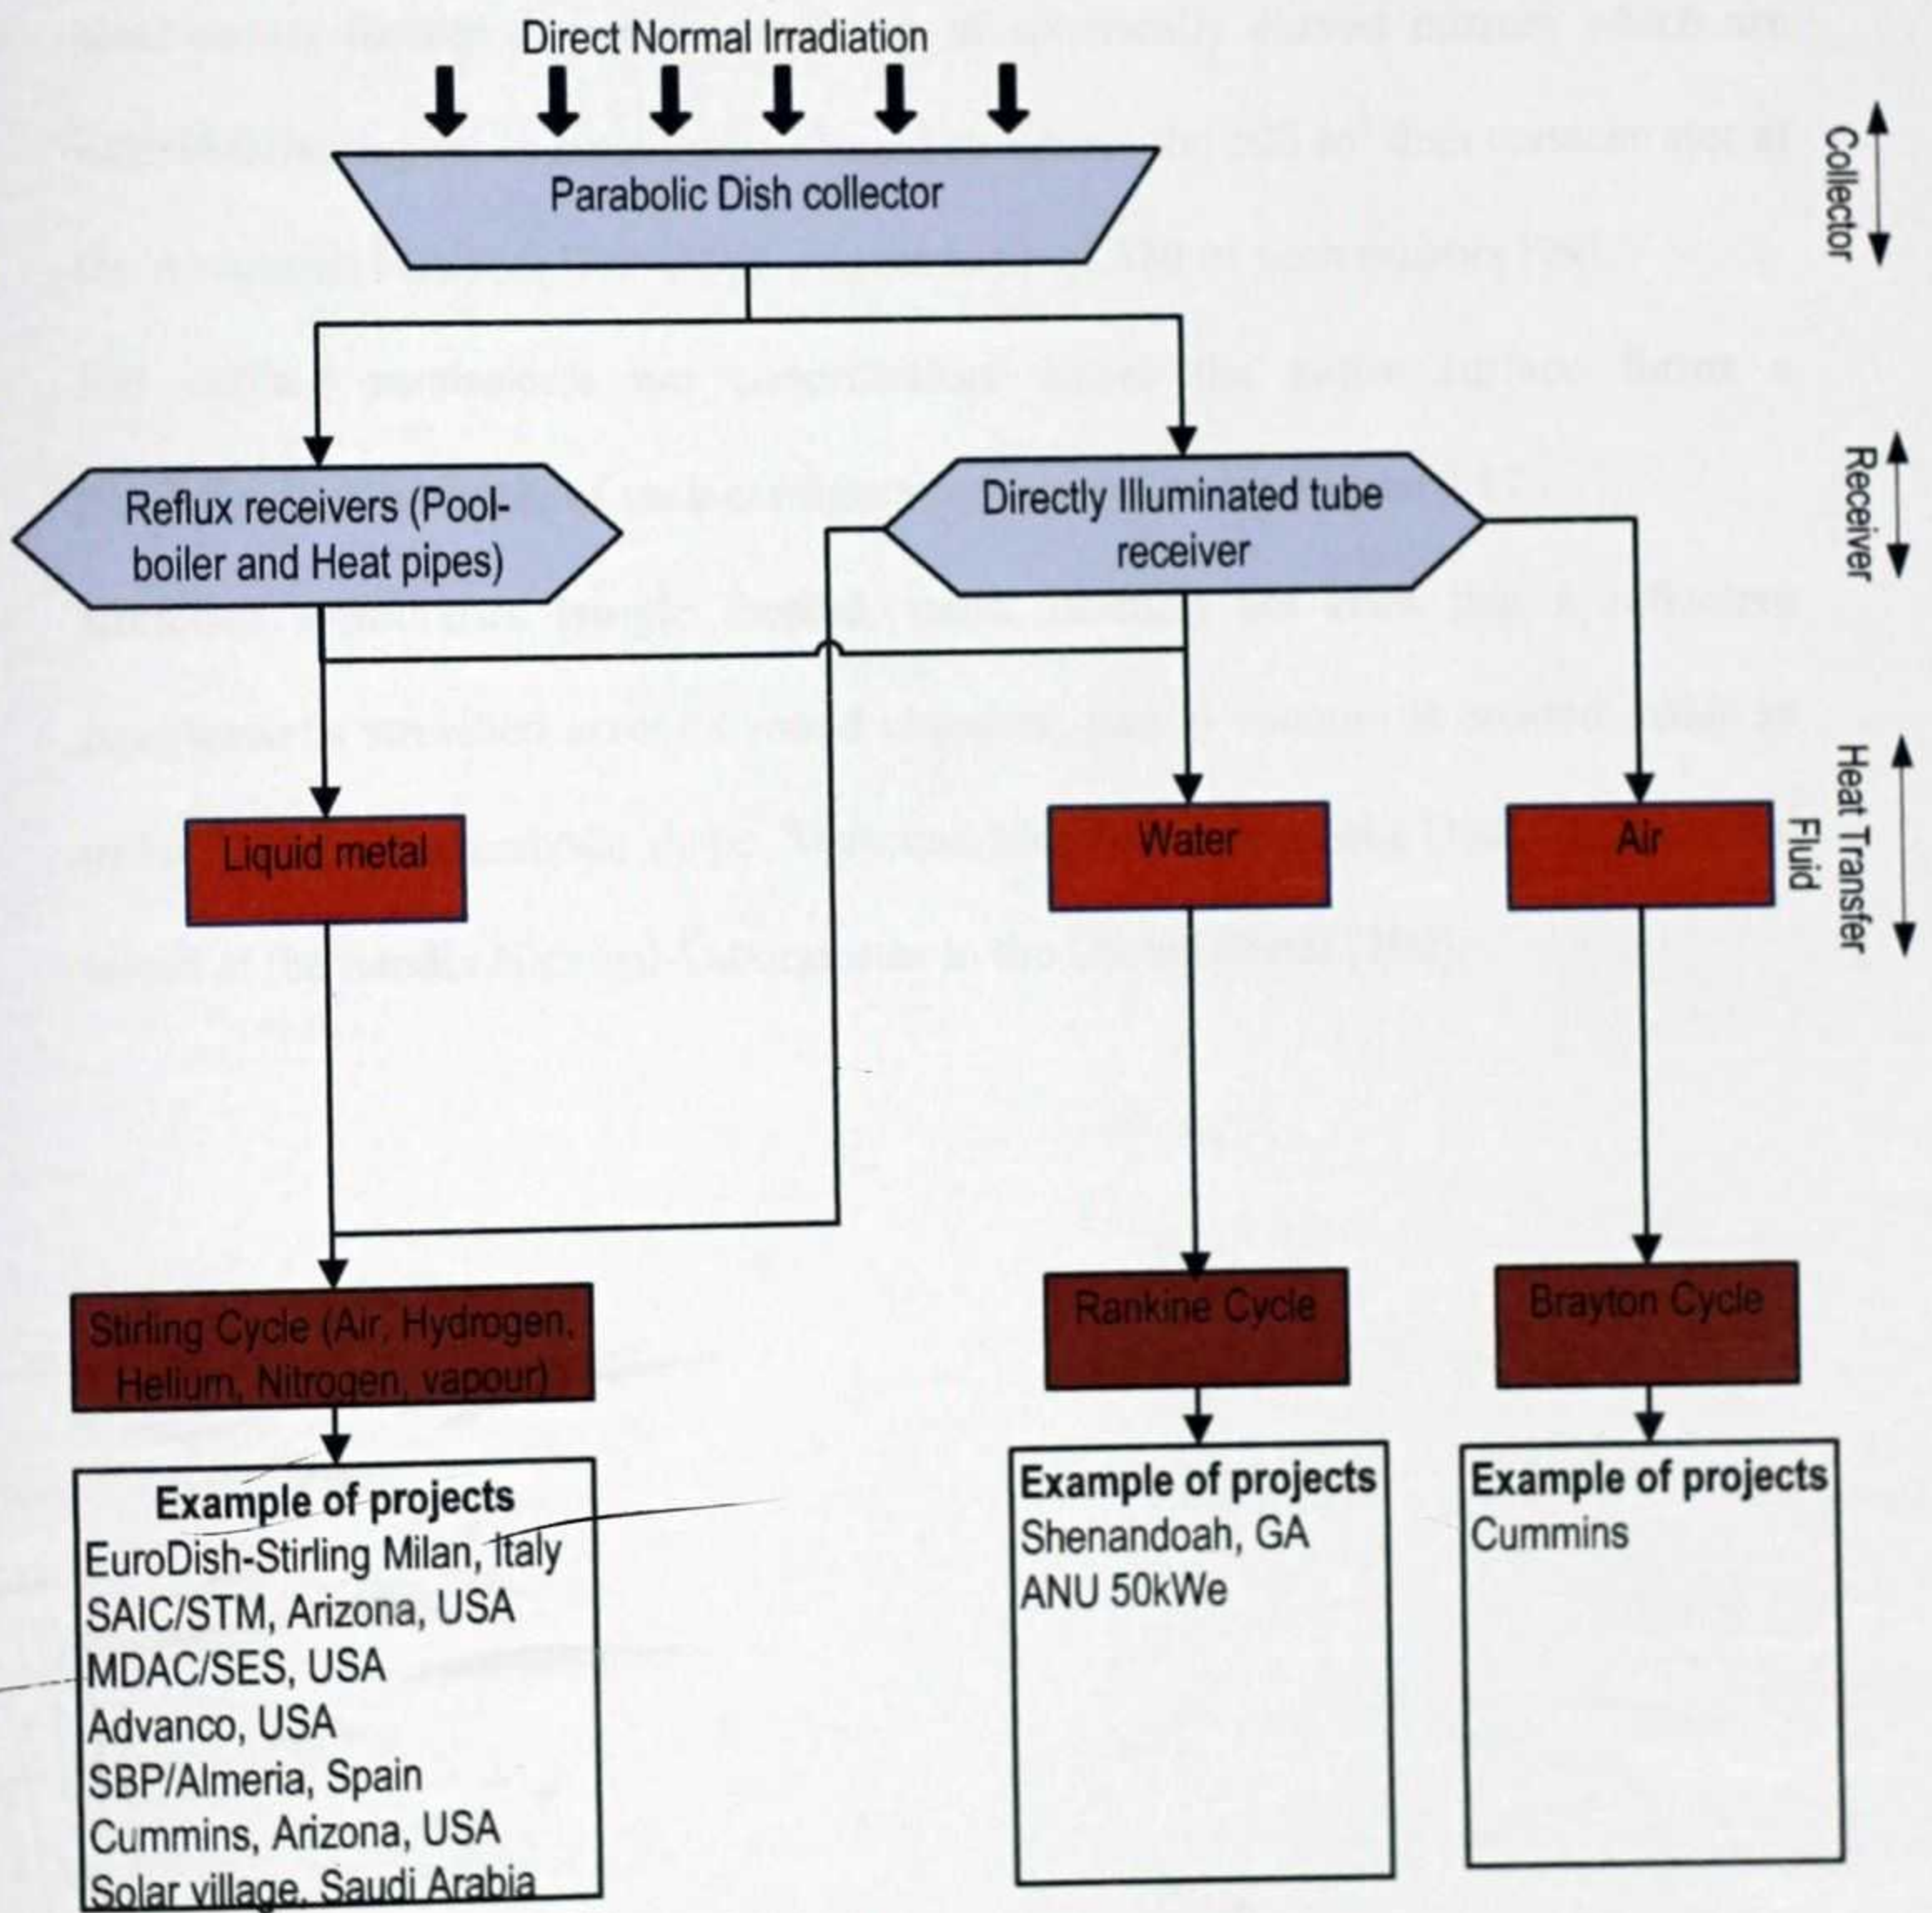 Direct Normal Irradiation
Parabolic Dish collector
Collector
Reflux receivers (Pool-
boiler and Heat pipes)
Directly Illuminated tube
receiver
Receiver
Liquid metal
Water
Air
Heat Transfer
Fluid
Stirling Cycle (Air, Hydrogen,
Helium, Nitrogen, vapour)
Rankine Cycle
Brayton Cycle
Example of projects
EuroDish-Stirling Milan, Italy
SAIC/STM, Arizona, USA
MDAC/SES, USA
Advanco, USA
SBP/Almeria, Spain
Cummins, Arizona, USA
Solar village, Saudi Arabia
Example of projects
Shenandoah, GA
ANU 50kWe
Example of projects
Cummins